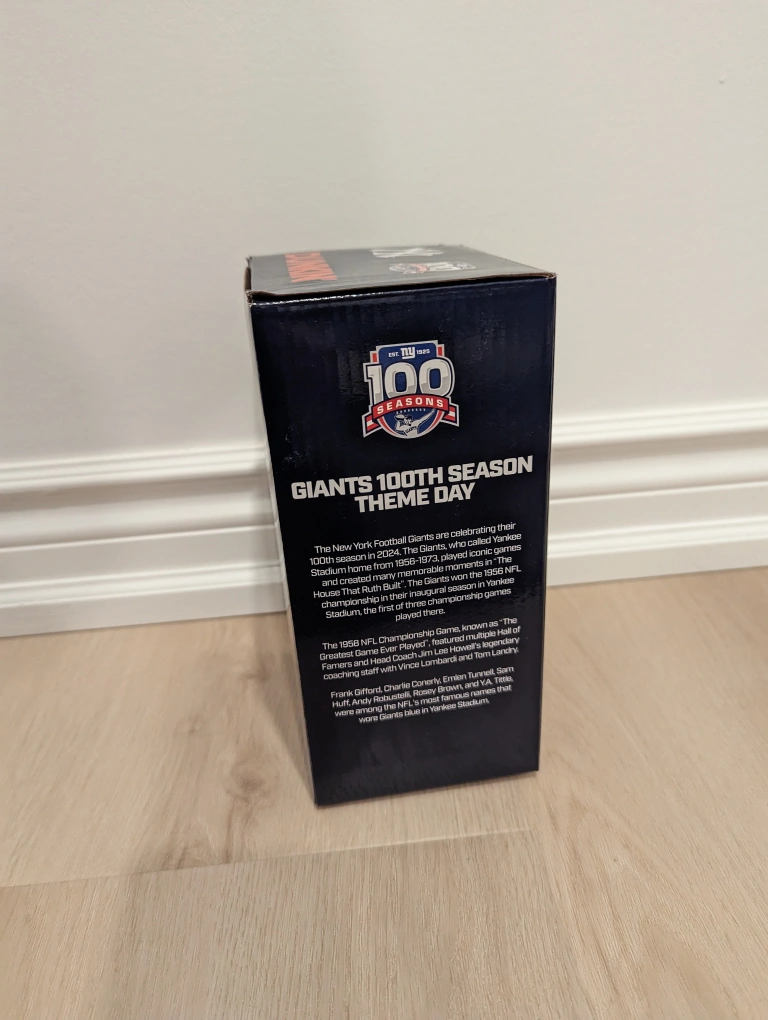 EST. ny 1925
100
SEASONS
GIANTS 100TH SEASON
THEME DAY
The New York Football Giants are celebrating their
100th season in 2024. The Giants, who called Yankee
Stadium home from 1956-1973, played iconic games
and created many memorable moments in "The
House That Ruth Built". The Giants won the 1956 NFL
championship in their inaugural season in Yankee
Stadium, the first of three championship games
played there.
The 1958 NFL Championship Game, known as "The
Greatest Game Ever Played", featured multiple Hall of
Famers and Head Coach Jim Lee Howell's legendary
coaching staff with Vince Lombardi and Tom Landry.
Frank Gifford, Charlie Conerly, Emlen Tunnell, Sam
Huff, Andy Robustelli, Rosey Brown, and Y.A. Tittle,
were among the NFL's most famous names that
wore Giants blue in Yankee Stadium.